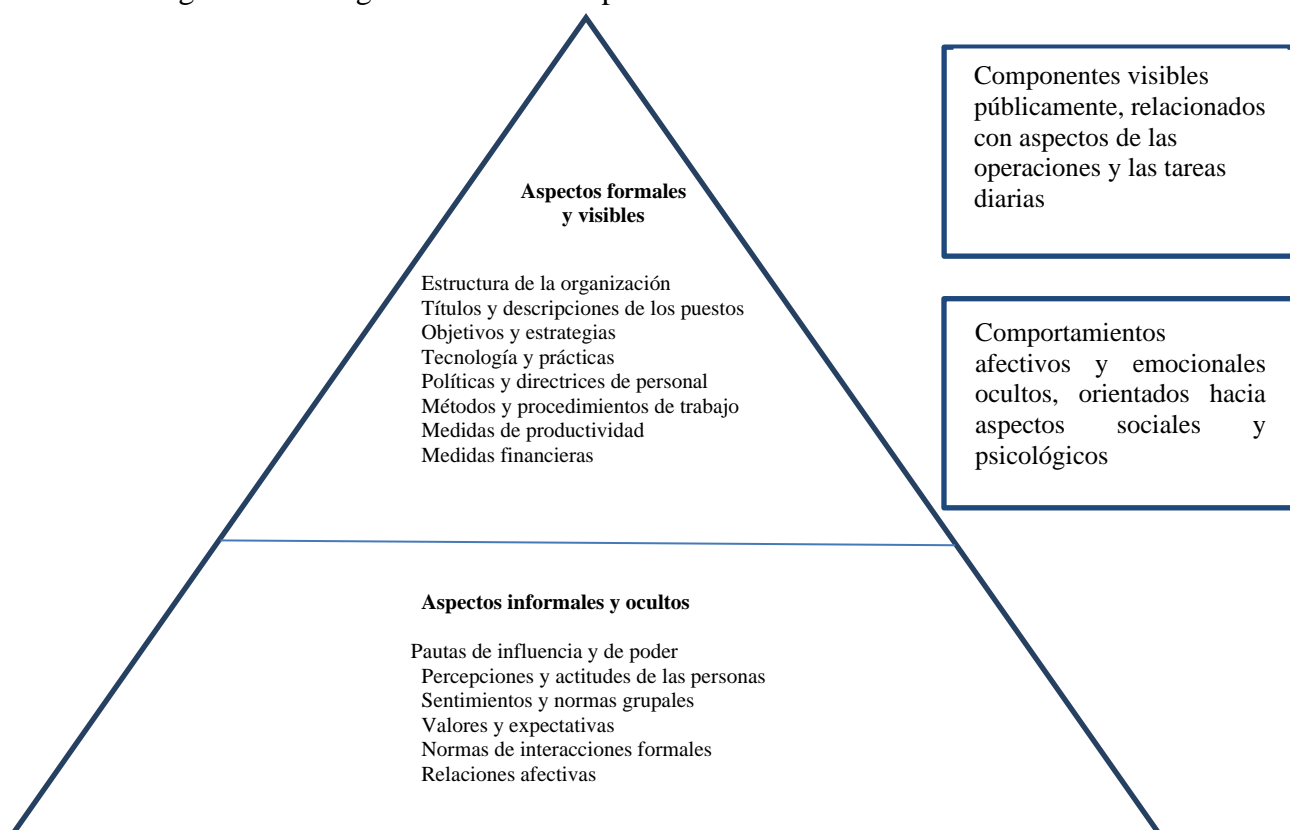 Componentes visibles
públicamente, relacionados
con aspectos de las
operaciones y las tareas
diarias
Aspectos formales
y visibles
Estructura de la organización
Títulos y descripciones de los puestos
Objetivos y estrategias
Tecnología y prácticas
Políticas y directrices de personal
Métodos y procedimientos de trabajo
Medidas de productividad
Medidas financieras
Comportamientos
afectivos y emocionales
ocultos, orientados hacia
aspectos sociales y
psicológicos
Aspectos informales y ocultos
Pautas de influencia y de poder
Percepciones y actitudes de las personas
Sentimientos y normas grupales
Valores y expectativas
Normas de interacciones formales
Relaciones afectivas